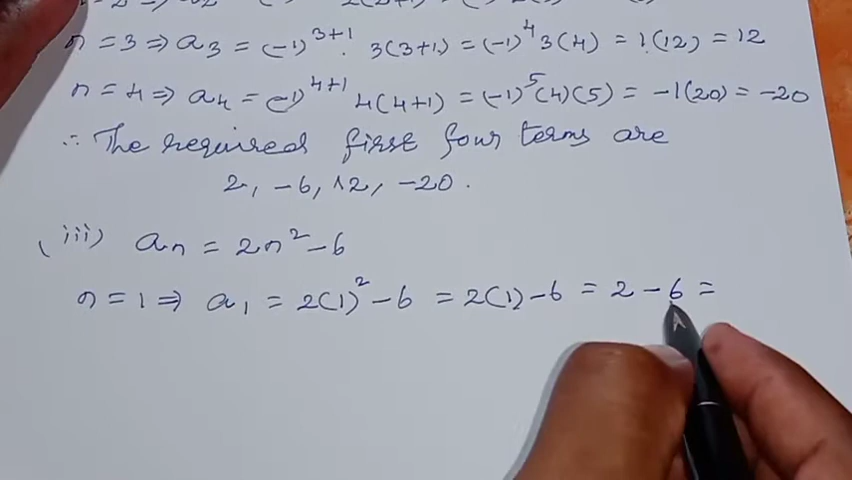 n = 3 ⇒ a₃ = (-1)³⁺¹. 3(3+1) = (-1)⁴ 3(4) = 1(12) = 12
n = 4 ⇒ a₄ = (-1)⁴⁺¹ 4(4+1) = (-1)⁵(4)(5) = -1(20) = -20
∴ The required first four terms are
2, -6, 12, -20.
(iii) aₙ = 2n² - 6
n = 1 ⇒ a₁ = 2(1)² - 6 = 2(1) - 6 = 2 - 6 =